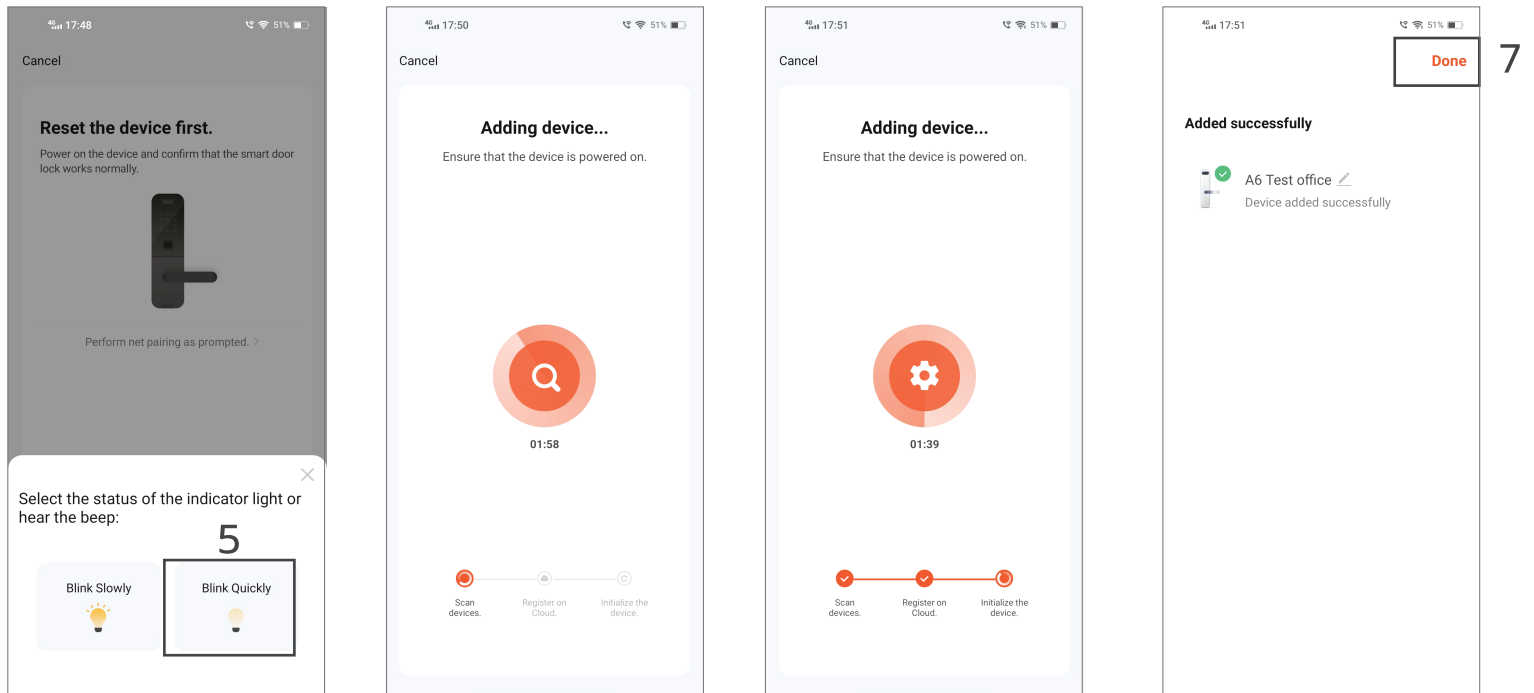 4G 17:48
51%
Cancel
Reset the device first.
Power on the device and confirm that the smart door
lock works normally.
Perform net pairing as prompted. >
Select the status of the indicator light or
hear the beep:
5
Blink Slowly
Blink Quickly
4G 17:50
51%
Cancel
Adding device...
Ensure that the device is powered on.
01:58
Scan
devices.
Register on
Cloud.
Initialize the
device.
4G 17:51
51%
Cancel
Adding device...
Ensure that the device is powered on.
01:39
Scan
devices.
Register on
Cloud.
Initialize the
device.
4G 17:51
51%
Done
7
Added successfully
A6 Test office
Device added successfully